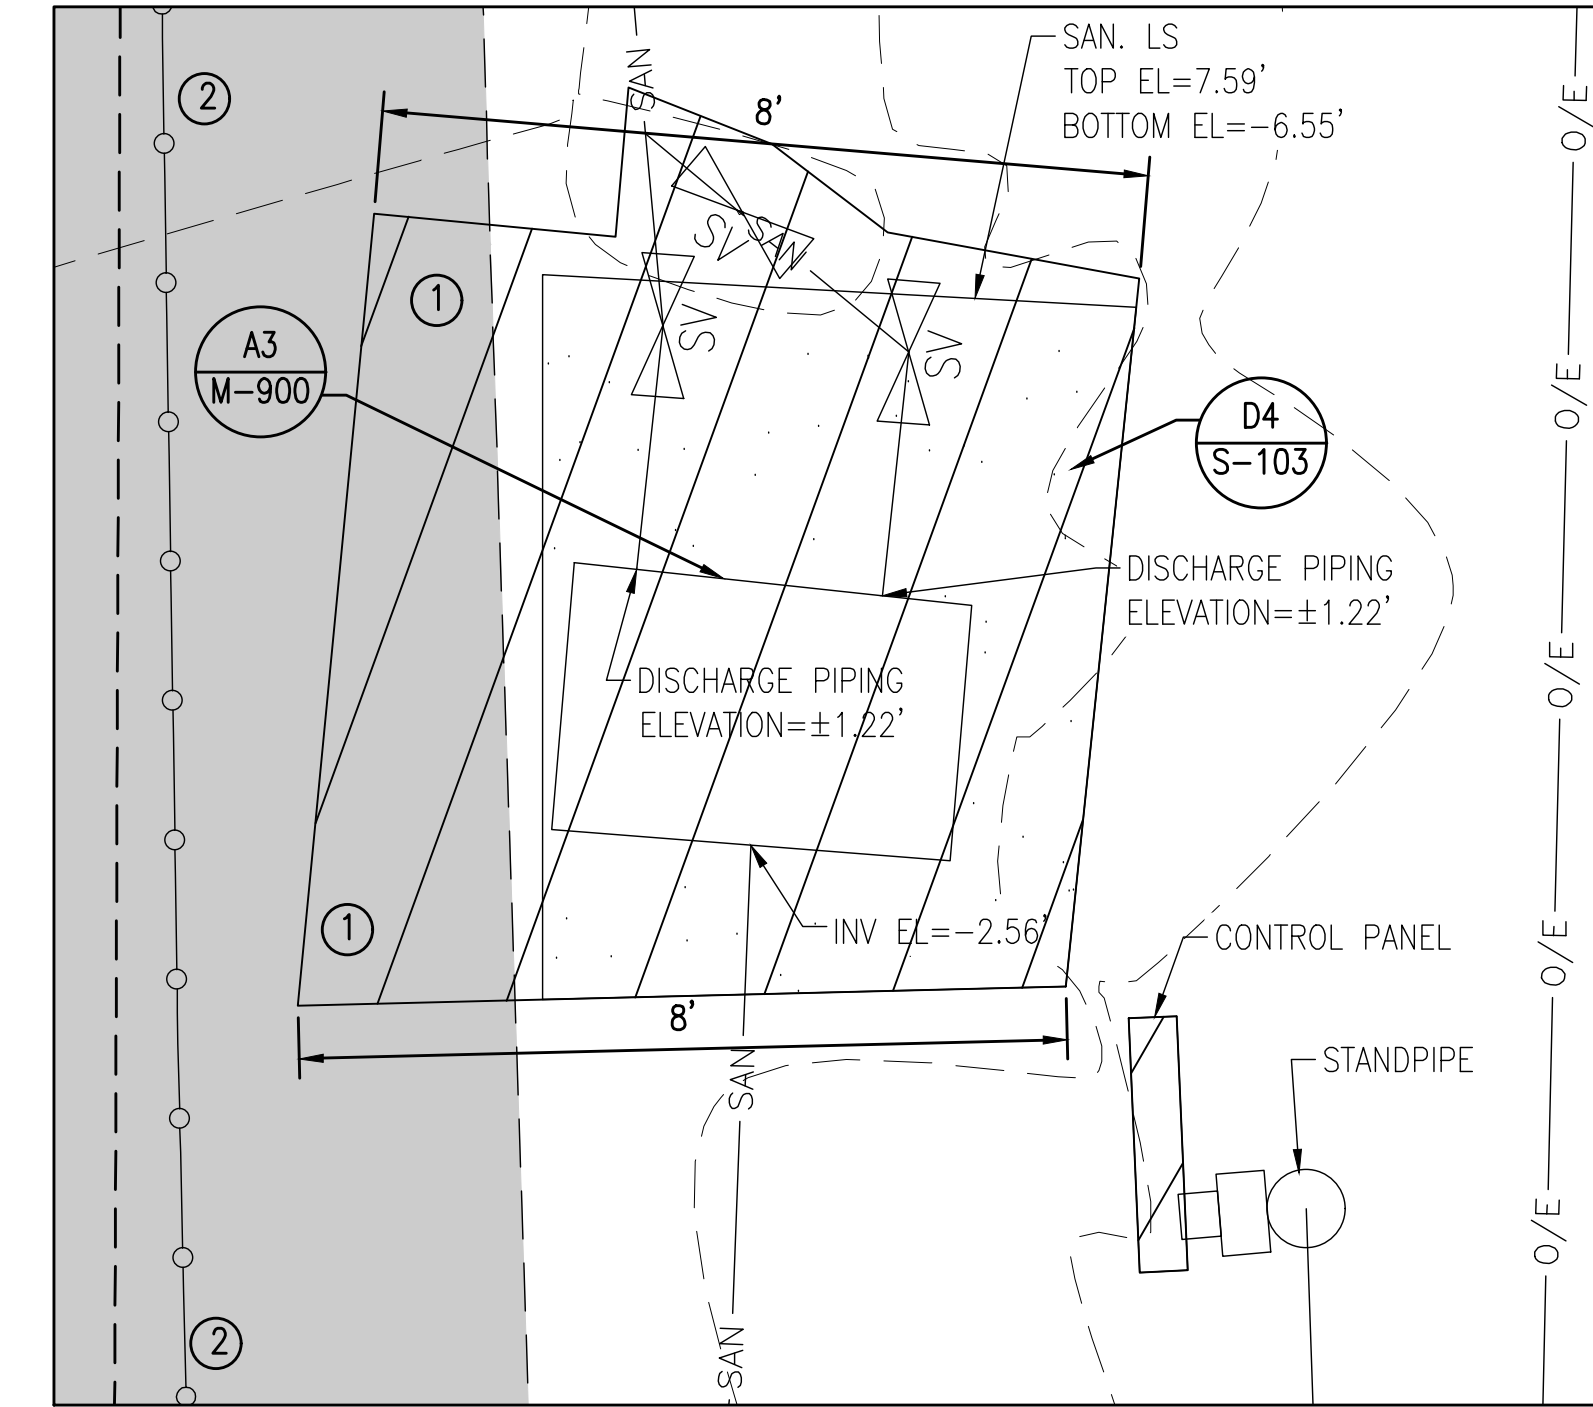 SAN
SAN. LS
TOP EL=7.59'
BOTTOM EL=-6.55'
O/E
2
8'
SV
SAN
1
SV
SV
A3
M-900
D4
S-103
O/E
DISCHARGE PIPING
ELEVATION=±1.22'
DISCHARGE PIPING
ELEVATION=±1.22'
O/E
1
INV EL=-2.56'
CONTROL PANEL
O/E
8'
SAN
STANDPIPE
O/E
2
SAN